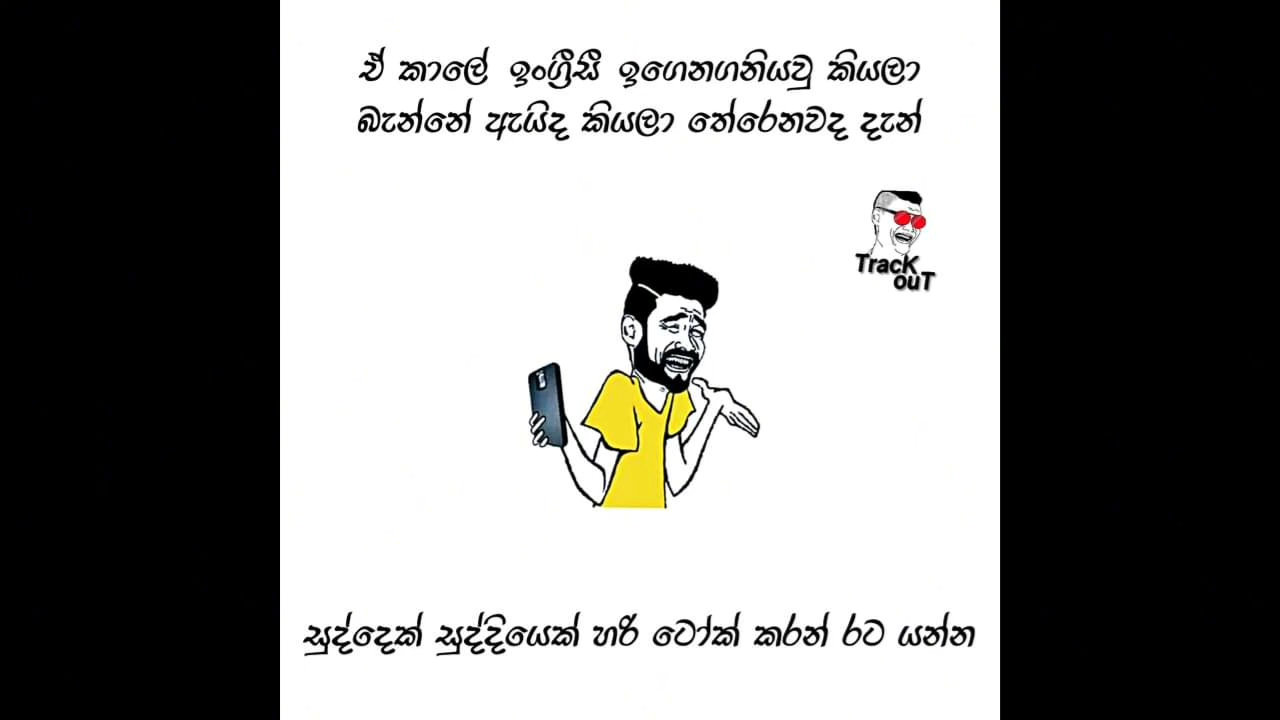 ඒ කාලේ ඉංග්‍රීසී ඉගෙනගනියවු කියලා
බැන්නේ ඇයිද කියලා තේරෙනවද දැන්
TracK
ouT
සුද්දෙක් සුද්දියෙක් හරි ටෝක් කරන් රට යන්න